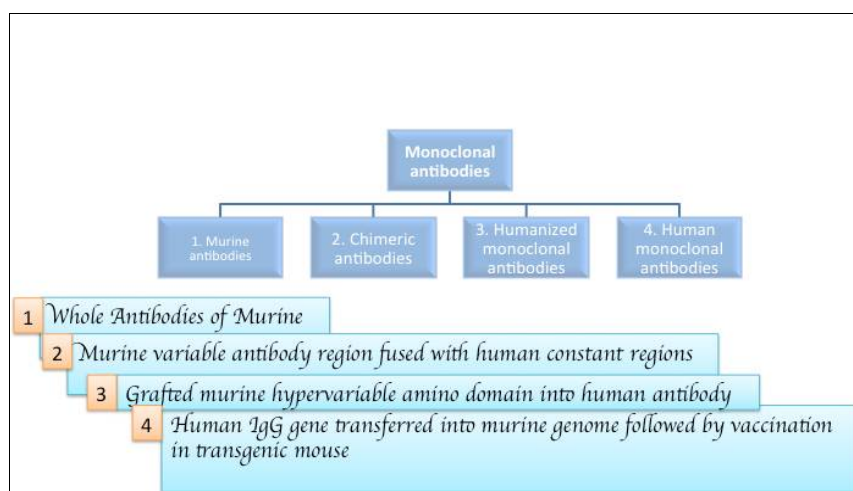 Monoclonal
antibodies
1. Murine
antibodies
2. Chimeric
antibodies
3. Humanized
monoclonal
antibodies
4. Human
monoclonal
antibodies
1 Whole Antibodies of Murine
2 Murine variable antibody region fused with human constant regions
3 Grafted murine hypervariable amino domain into human antibody
4 Human IgG gene transferred into murine genome followed by vaccination
in transgenic mouse